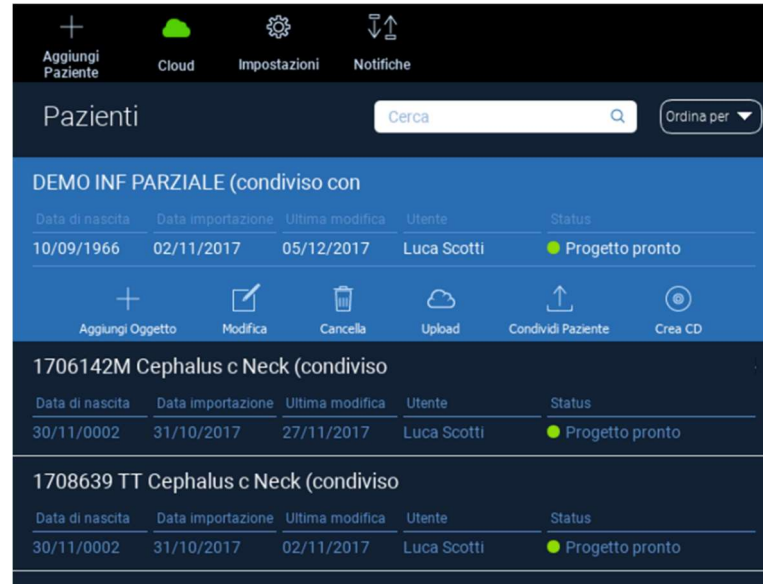 Aggiungi Paziente Cloud Impostazioni Notifiche
Pazienti Cerca Ordina per
DEMO INF PARZIALE (condiviso con
Data di nascita Data importazione Ultima modifica Utente Status
10/09/1966 02/11/2017 05/12/2017 Luca Scotti Progetto pronto
Aggiungi Oggetto Modifica Cancella Upload Condividi Paziente Crea CD
1706142M Cephalus c Neck (condiviso
Data di nascita Data importazione Ultima modifica Utente Status
30/11/0002 31/10/2017 27/11/2017 Luca Scotti Progetto pronto
1708639 TT Cephalus c Neck (condiviso
Data di nascita Data importazione Ultima modifica Utente Status
30/11/0002 31/10/2017 02/11/2017 Luca Scotti Progetto pronto